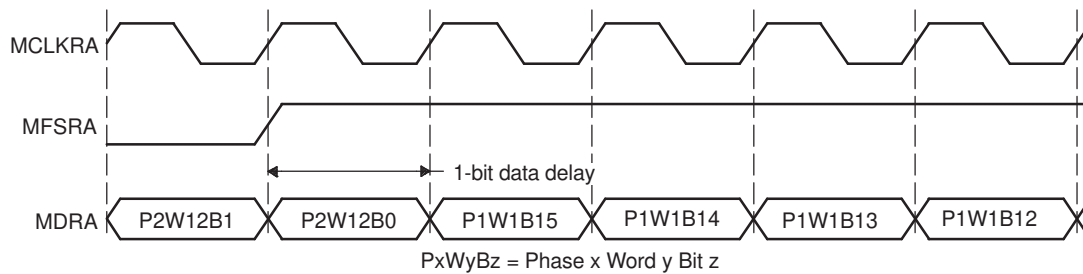 MCLKRA
MFSRA
1-bit data delay
MDRA P2W12B1 P2W12B0 P1W1B15 P1W1B14 P1W1B13 P1W1B12
PxWyBz = Phase x Word y Bit z